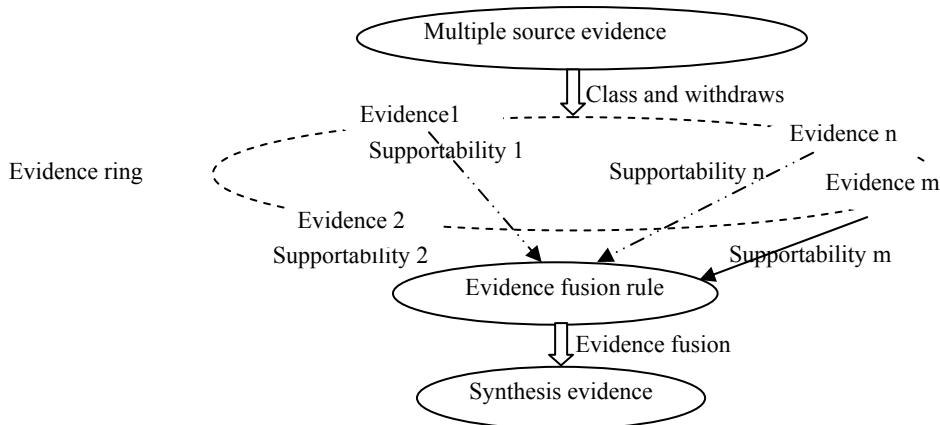 Multiple source evidence
Class and withdraws
Evidence1
Evidence n
Supportability 1
Evidence ring
Supportability n
Evidence m
Evidence 2
Supportability 2
Supportability m
Evidence fusion rule
Evidence fusion
Synthesis evidence